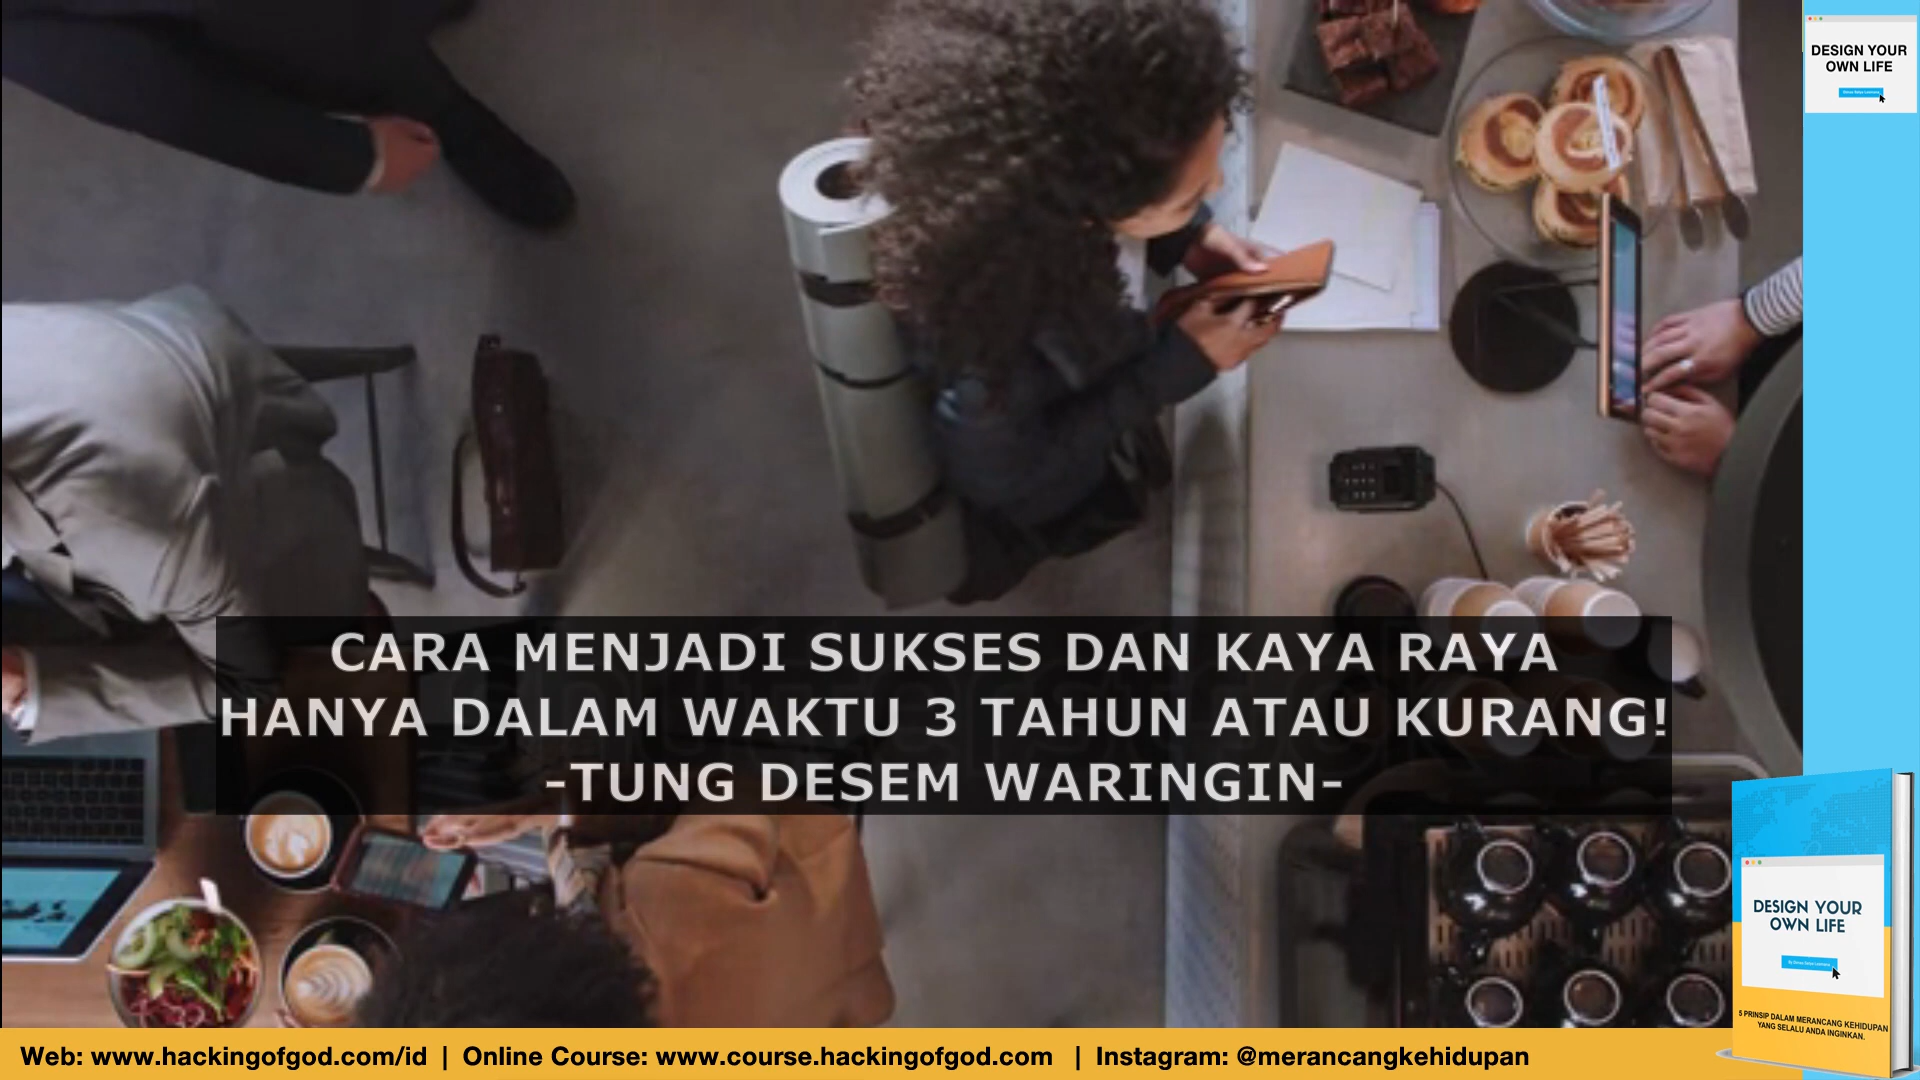 DESIGN YOUR
OWN LIFE
CARA MENJADI SUKSES DAN KAYA RAYA
HANYA DALAM WAKTU 3 TAHUN ATAU KURANG!
-TUNG DESEM WARINGIN-
DESIGN YOUR
OWN LIFE
5 PRINSIP DALAM MERANCANG KEHIDUPAN
YANG SELALU ANDA INGINKAN.
Web: www.hackingofgod.com/id | Online Course: www.course.hackingofgod.com | Instagram: @merancangkehidupan